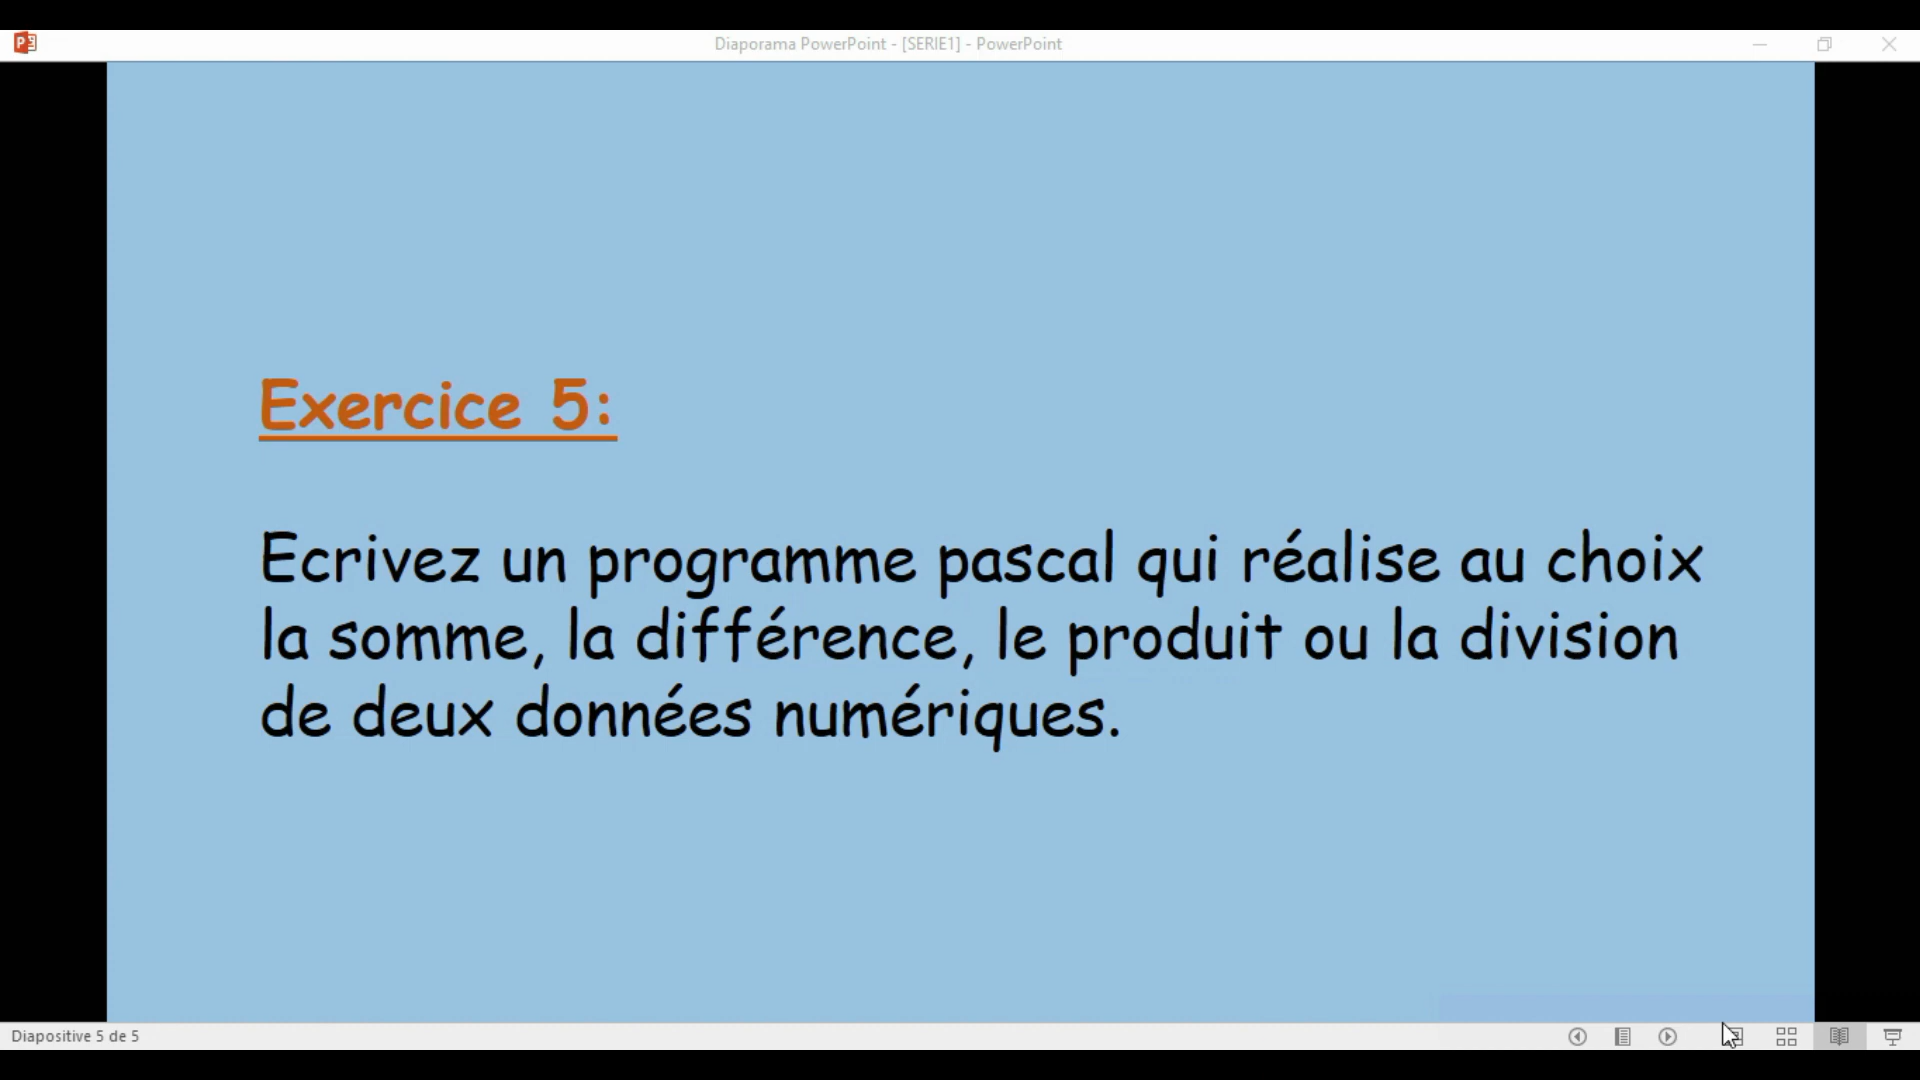 Diaporama PowerPoint - [SERIE1] - PowerPoint
Exercice 5:
Ecrivez un programme pascal qui réalise au choix
la somme, la différence, le produit ou la division
de deux données numériques.
Diapositive 5 de 5